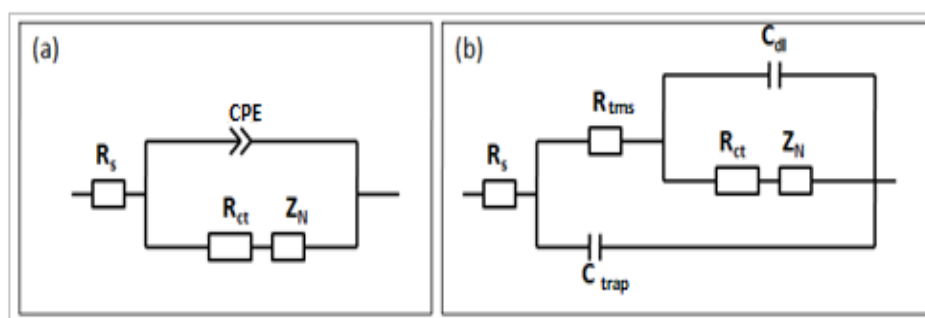 (a)
CPE
Rs
Rct ZN
(b)
Cdl
Rtms
Rs
Rct ZN
C trap